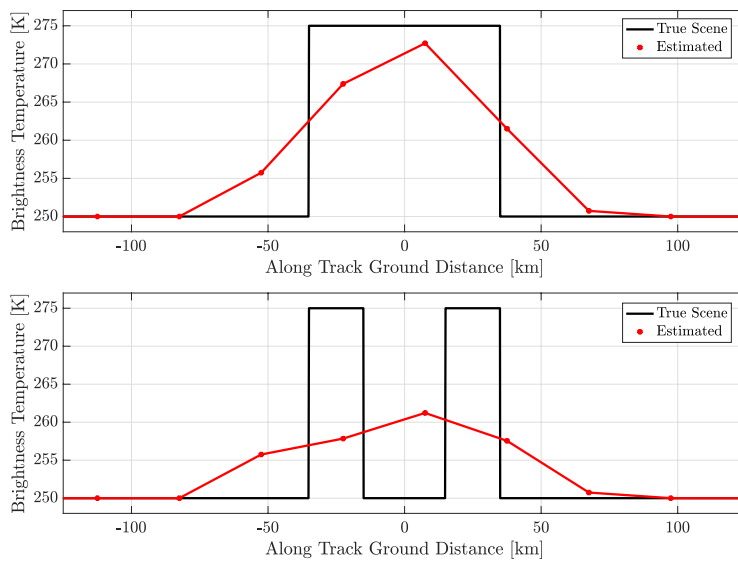 275
270
265
260
255
250
Brightness Temperature [K]
True Scene
Estimated
-100 -50 0 50 100
Along Track Ground Distance [km]
275
270
265
260
255
250
Brightness Temperature [K]
True Scene
Estimated
-100 -50 0 50 100
Along Track Ground Distance [km]